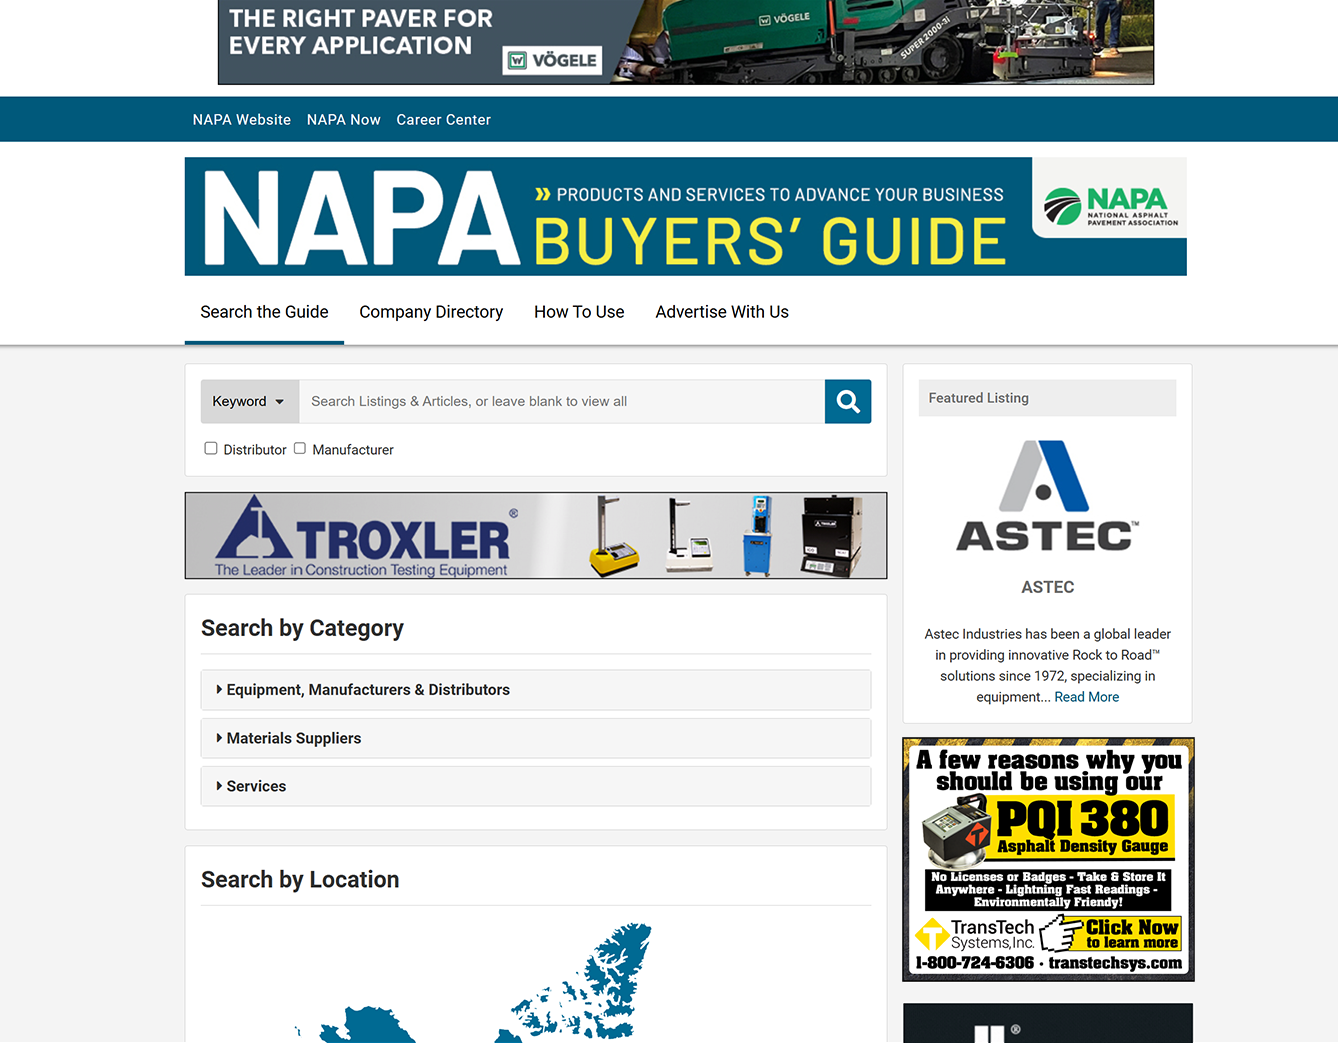 THE RIGHT PAVER FOR
EVERY APPLICATION
VÖGELE
VÖGELE
SUPER 2000-3i
NAPA Website NAPA Now Career Center
NAPA
» PRODUCTS AND SERVICES TO ADVANCE YOUR BUSINESS
BUYERS’ GUIDE
NAPA
NATIONAL ASPHALT
PAVEMENT ASSOCIATION
Search the Guide Company Directory How To Use Advertise With Us
Keyword
Search Listings & Articles, or leave blank to view all
Distributor Manufacturer
TROXLER®
The Leader in Construction Testing Equipment
Search by Category
Equipment, Manufacturers & Distributors
Materials Suppliers
Services
Search by Location
Featured Listing
ASTEC™
ASTEC
Astec Industries has been a global leader
in providing innovative Rock to Road™
solutions since 1972, specializing in
equipment... Read More
A few reasons why you
should be using our
PQI 380
Asphalt Density Gauge
No Licenses or Badges - Take & Store It
Anywhere - Lightning Fast Readings -
Environmentally Friendy!
TransTech
Systems, Inc.
Click Now
to learn more
1-800-724-6306 · transtechsys.com
®